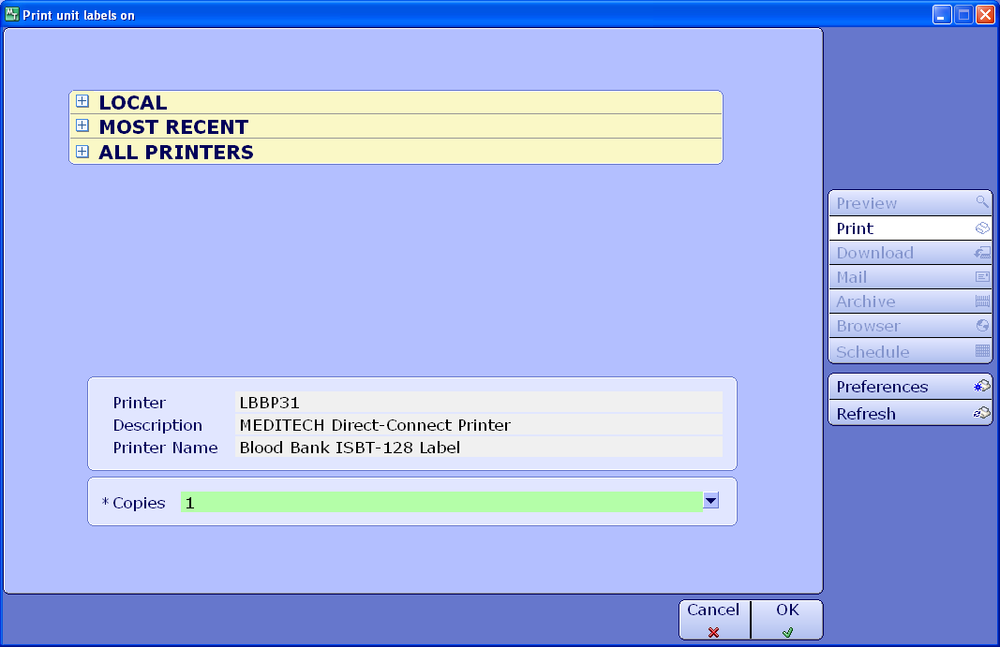 Print unit labels on
LOCAL
MOST RECENT
ALL PRINTERS
Preview
Print
Download
Mail
Archive
Browser
Schedule
Preferences
Refresh
Printer LBBP31
Description MEDITECH Direct-Connect Printer
Printer Name Blood Bank ISBT-128 Label
*Copies 1
Cancel OK